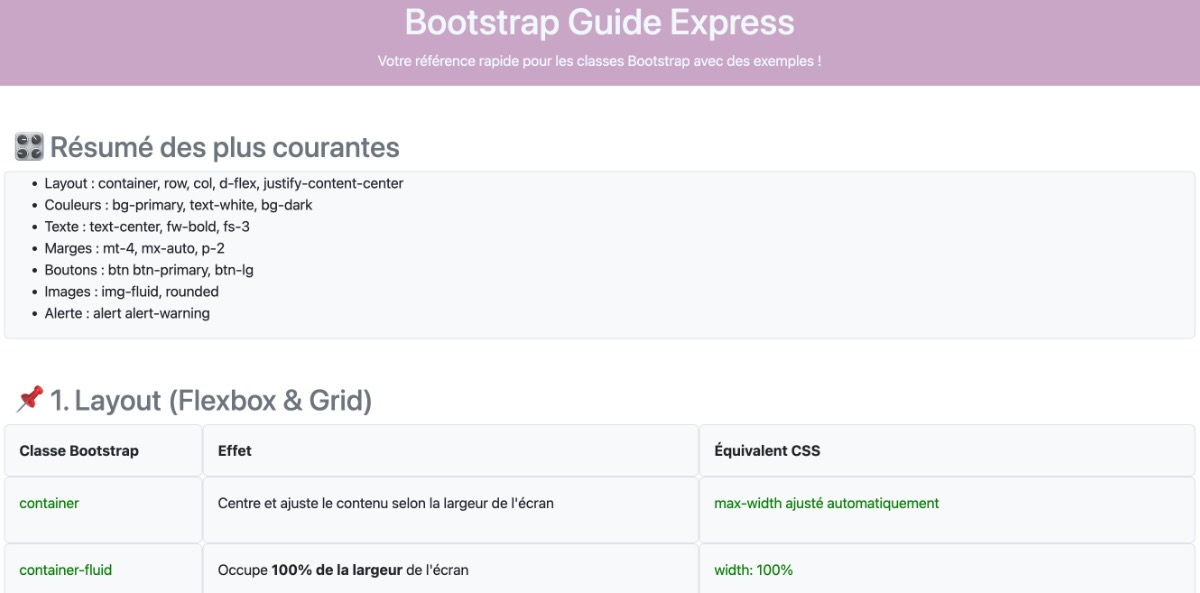 Bootstrap Guide Express
Votre référence rapide pour les classes Bootstrap avec des exemples !
Résumé des plus courantes
• Layout : container, row, col, d-flex, justify-content-center
• Couleurs : bg-primary, text-white, bg-dark
• Texte : text-center, fw-bold, fs-3
• Marges : mt-4, mx-auto, p-2
• Boutons : btn btn-primary, btn-lg
• Images : img-fluid, rounded
• Alerte : alert alert-warning
1. Layout (Flexbox & Grid)
Classe Bootstrap Effet Équivalent CSS
container Centre et ajuste le contenu selon la largeur de l'écran max-width ajusté automatiquement
container-fluid Occupe 100% de la largeur de l'écran width: 100%